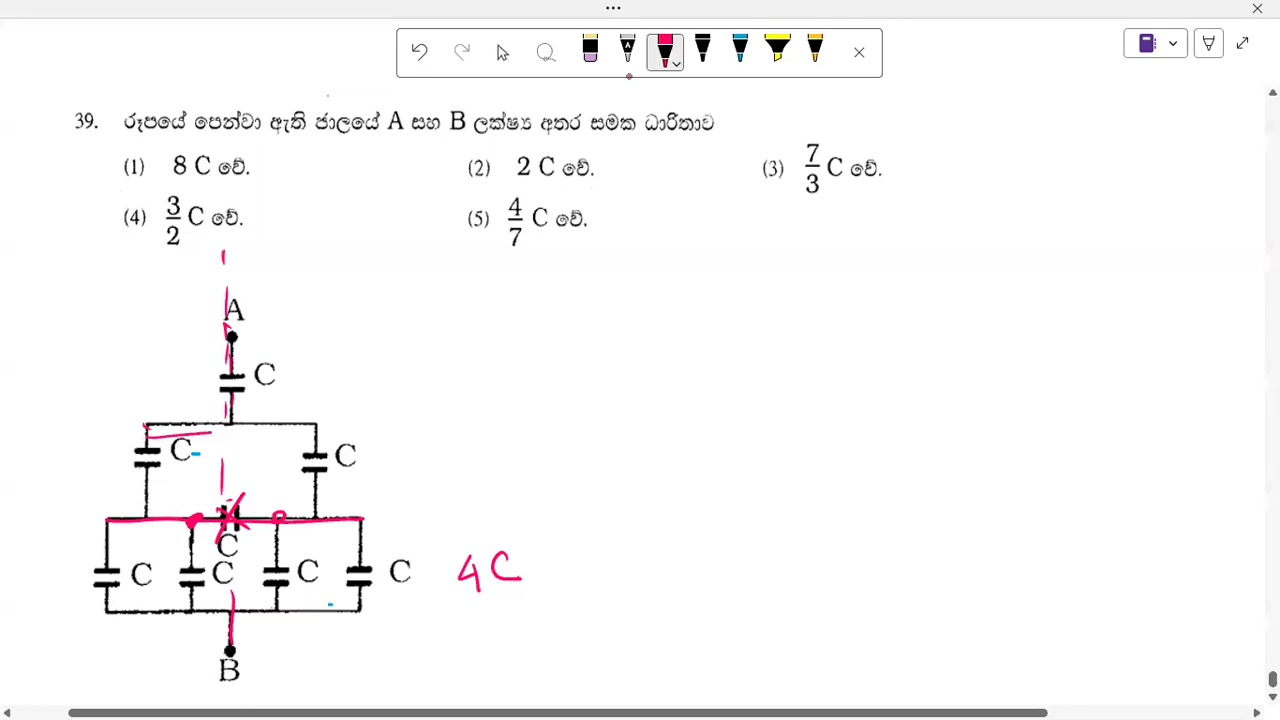 39. රූපයේ පෙන්වා ඇති ජාලයේ A සහ B ලක්ෂ්‍ය අතර සමක ධාරිතාව
(1) 8 C වේ. (2) 2 C වේ. (3) 7/3 C වේ.
(4) 3/2 C වේ. (5) 4/7 C වේ.
A
C
C C
C
C C C C 4C
B